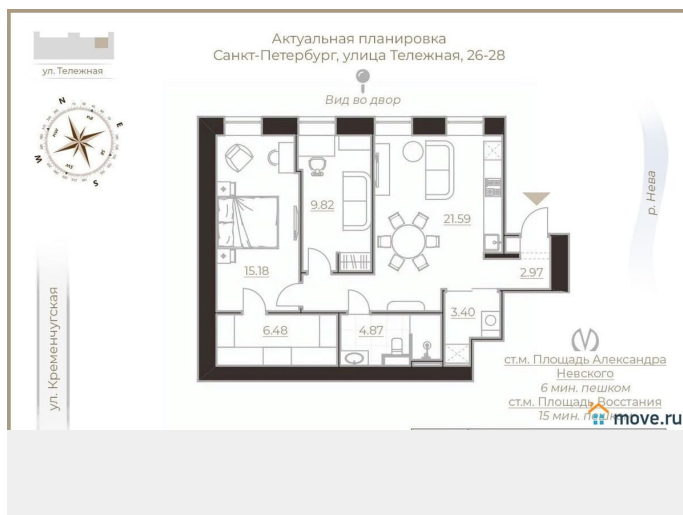 Актуальная планировка
Санкт-Петербург, улица Тележная, 26-28
ул. Тележная
Вид во двор
N
E
W
S
9.82
21.59
15.18
2.97
3.40
6.48
4.87
р. Нева
ул. Кременчугская
ст.м. Площадь Александра
Невского
6 мин. пешком
ст.м. Площадь Восстания
15 мин.
move.ru